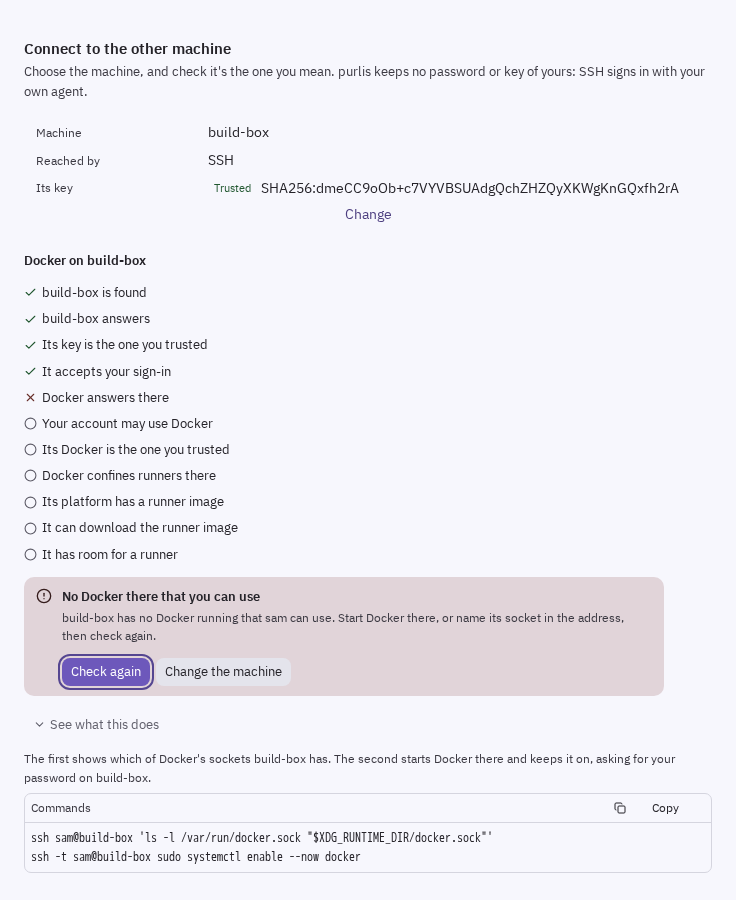 Connect to the other machine
Choose the machine, and check it's the one you mean. purlis keeps no password or key of yours: SSH signs in with your
own agent.
Machine build-box
Reached by SSH
Its key Trusted SHA256:dmeCC9oOb+c7VYVBSUAdgQchZHZQyXKWgKnGQxfh2rA
Change
Docker on build-box
build-box is found
build-box answers
Its key is the one you trusted
It accepts your sign-in
Docker answers there
Your account may use Docker
Its Docker is the one you trusted
Docker confines runners there
Its platform has a runner image
It can download the runner image
It has room for a runner
No Docker there that you can use
build-box has no Docker running that sam can use. Start Docker there, or name its socket in the address,
then check again.
Check again Change the machine
See what this does
The first shows which of Docker's sockets build-box has. The second starts Docker there and keeps it on, asking for your
password on build-box.
Commands Copy
ssh sam@build-box 'ls -l /var/run/docker.sock "$XDG_RUNTIME_DIR/docker.sock"'
ssh -t sam@build-box sudo systemctl enable --now docker